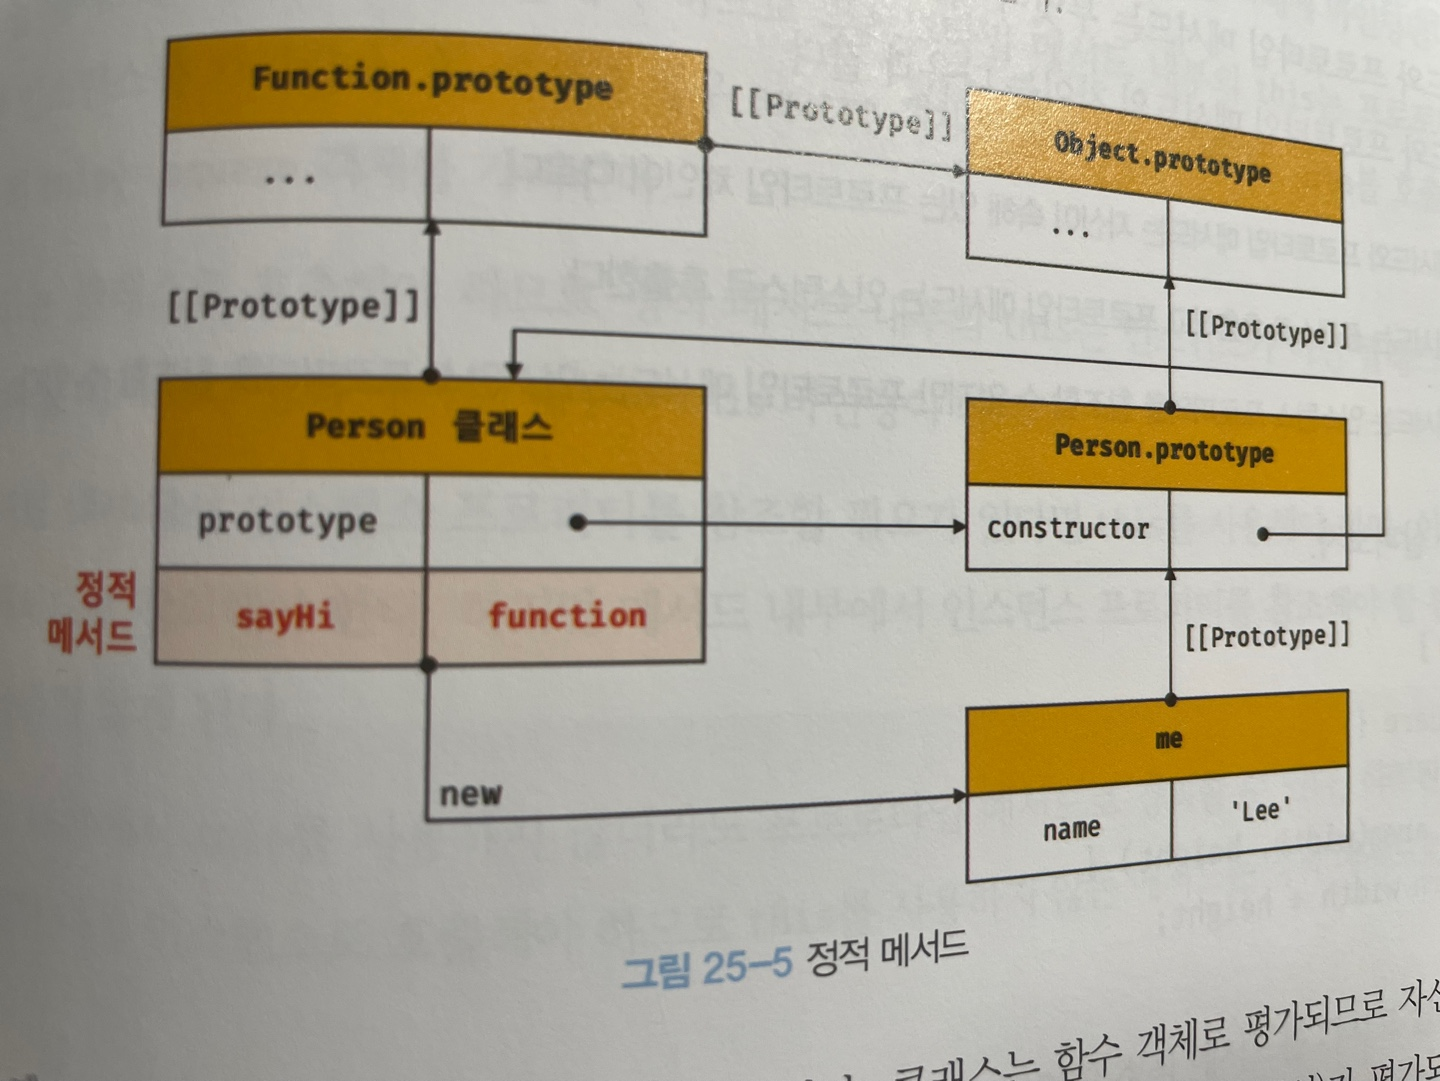 Function.prototype
...
[[Prototype]]
Object.prototype
...
[[Prototype]]
[[Prototype]]
Person 클래스
prototype
Person.prototype
constructor
정적
메서드
sayHi
function
[[Prototype]]
new
me
name
'Lee'
그림 25-5 정적 메서드
클래스는 함수 객체로 평가되므로 자신